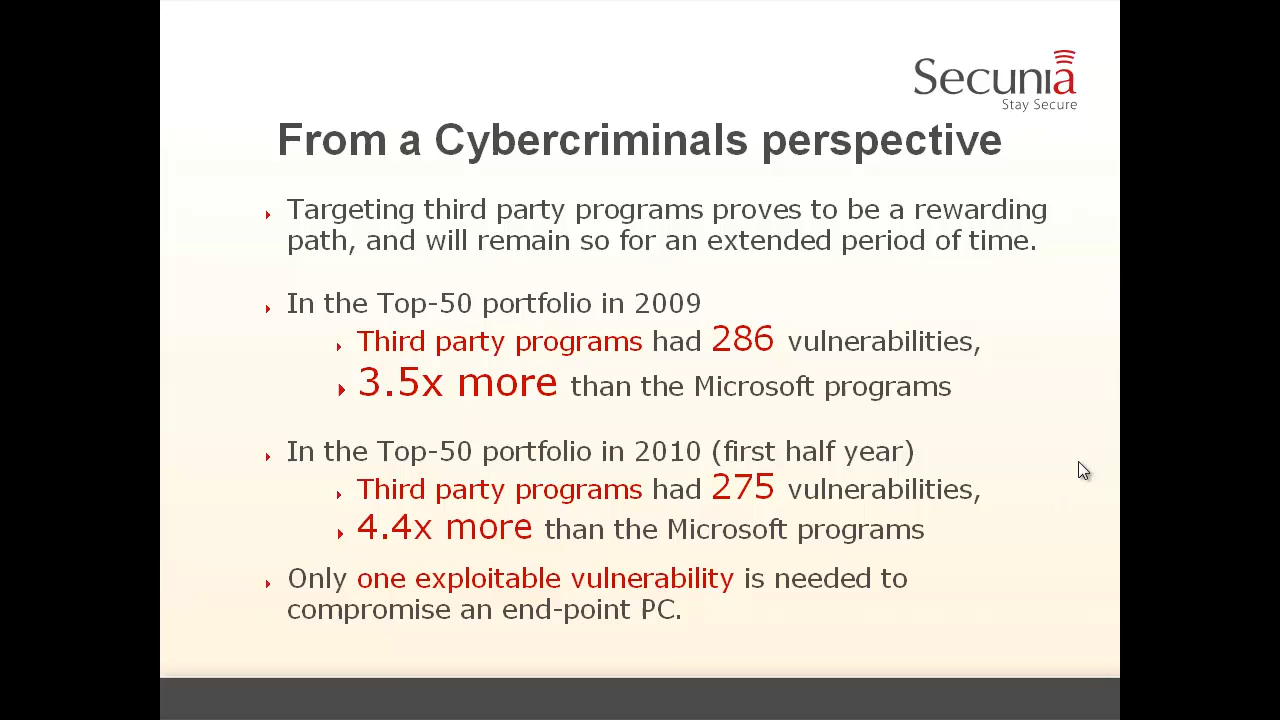 Secunia
Stay Secure
From a Cybercriminals perspective
Targeting third party programs proves to be a rewarding
path, and will remain so for an extended period of time.
In the Top-50 portfolio in 2009
Third party programs had 286 vulnerabilities,
3.5x more than the Microsoft programs
In the Top-50 portfolio in 2010 (first half year)
Third party programs had 275 vulnerabilities,
4.4x more than the Microsoft programs
Only one exploitable vulnerability is needed to
compromise an end-point PC.